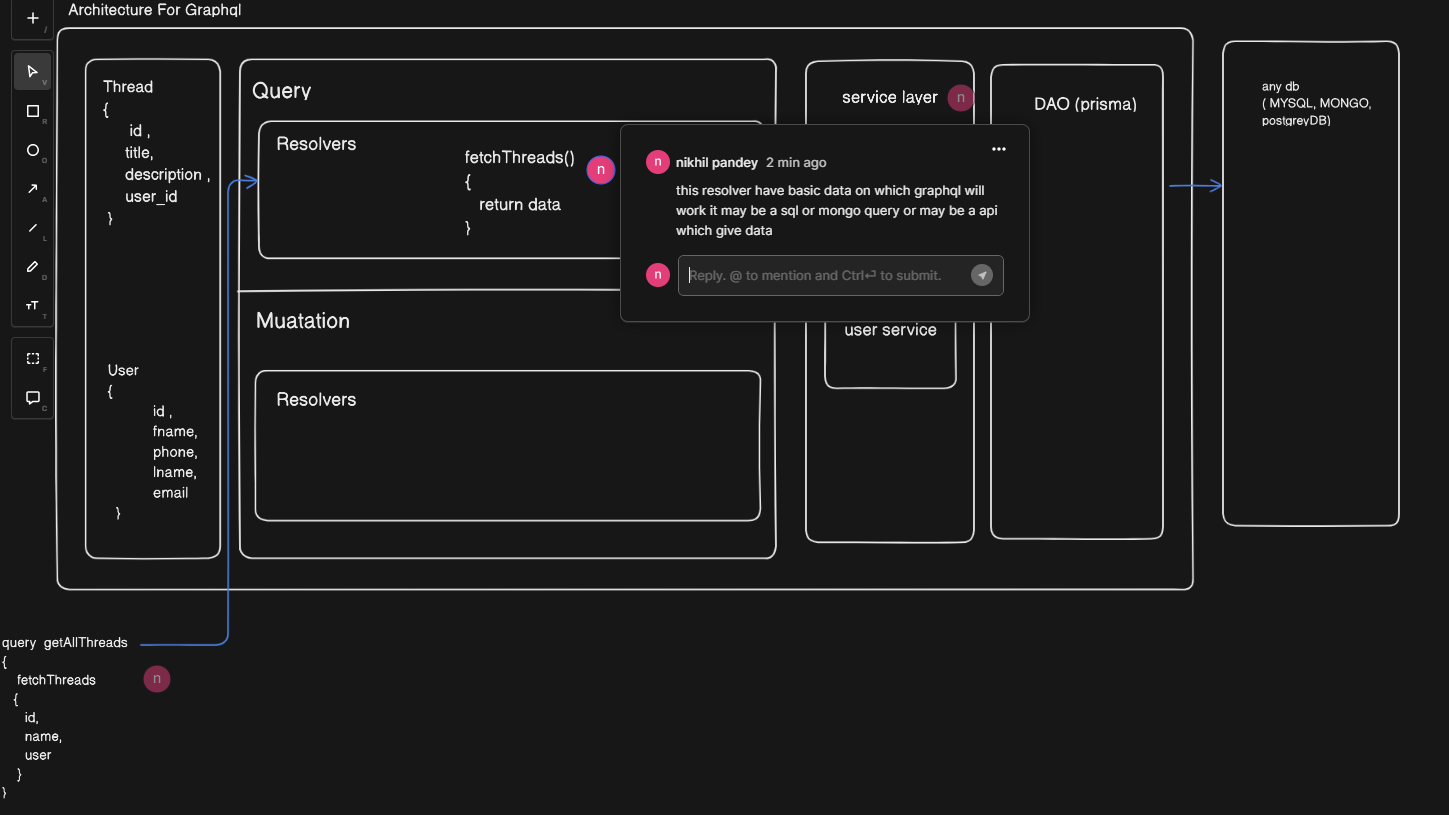 Architecture For Graphql
/
V
R
O
A
L
D
T
F
C
Thread
{
id ,
title,
description ,
user_id
}
User
{
id ,
fname,
phone,
lname,
email
}
Query
Resolvers
fetchThreads()
{
return data
}
n
Muatation
Resolvers
service layer
n
user service
DAO (prisma)
any db
( MYSQL, MONGO,
postgreyDB)
n
nikhil pandey 2 min ago
this resolver have basic data on which graphql will
work it may be a sql or mongo query or may be a api
which give data
n
Reply. @ to mention and Ctrl⏎ to submit.
query getAllThreads
{
fetchThreads
n
{
id,
name,
user
}
}